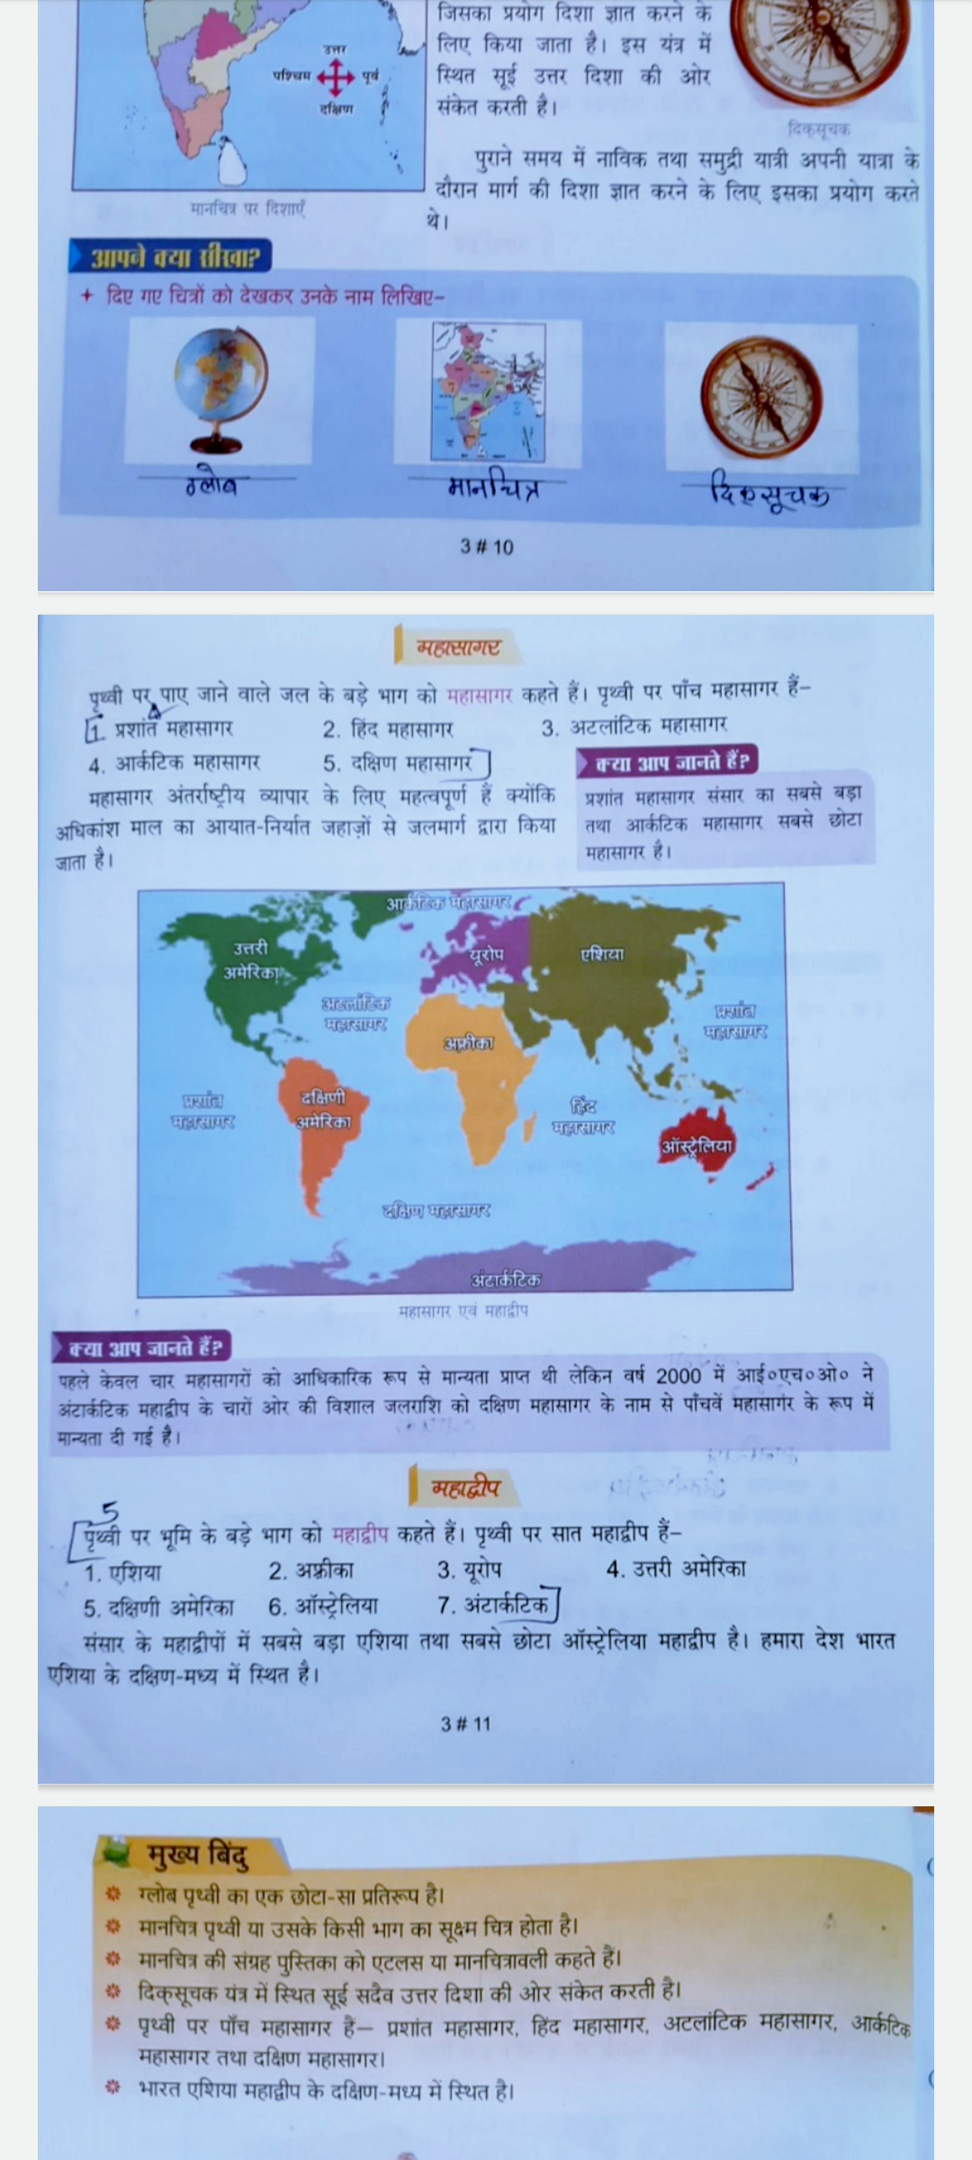 जिसका प्रयोग दिशा ज्ञात करने के
लिए किया जाता है। इस यंत्र में
स्थित सूई उत्तर दिशा की ओर
संकेत करती है।
उत्तर
पश्चिम पूर्व
दक्षिण
दिक्‌सूचक
मानचित्र पर दिशाएँ
पुराने समय में नाविक तथा समुद्री यात्री अपनी यात्रा के
दौरान मार्ग की दिशा ज्ञात करने के लिए इसका प्रयोग करते
थे।
आपने क्या सीखा?
+ दिए गए चित्रों को देखकर उनके नाम लिखिए–
ग्लोब मानचित्र दिक्‌सूचक
3 # 10
महासागर
पृथ्वी पर पाए जाने वाले जल के बड़े भाग को महासागर कहते हैं। पृथ्वी पर पाँच महासागर हैं–
1. प्रशांत महासागर 2. हिंद महासागर 3. अटलांटिक महासागर
4. आर्कटिक महासागर 5. दक्षिण महासागर
महासागर अंतर्राष्ट्रीय व्यापार के लिए महत्वपूर्ण हैं क्योंकि
अधिकांश माल का आयात-निर्यात जहाज़ों से जलमार्ग द्वारा किया
जाता है।
क्या आप जानते हैं?
प्रशांत महासागर संसार का सबसे बड़ा
तथा आर्कटिक महासागर सबसे छोटा
महासागर है।
आर्कटिक महासागर
उत्तरी
अमेरिका
यूरोप
एशिया
अटलांटिक
महासागर
प्रशांत
महासागर
अफ़्रीका
प्रशांत
महासागर
दक्षिणी
अमेरिका
हिंद
महासागर
ऑस्ट्रेलिया
दक्षिण महासागर
अंटार्कटिक
महासागर एवं महाद्वीप
क्या आप जानते हैं?
पहले केवल चार महासागरों को आधिकारिक रूप से मान्यता प्राप्त थी लेकिन वर्ष 2000 में आई०एच०ओ० ने
अंटार्कटिक महाद्वीप के चारों ओर की विशाल जलराशि को दक्षिण महासागर के नाम से पाँचवें महासागर के रूप में
मान्यता दी गई है।
महाद्वीप
5
पृथ्वी पर भूमि के बड़े भाग को महाद्वीप कहते हैं। पृथ्वी पर सात महाद्वीप हैं–
1. एशिया 2. अफ़्रीका 3. यूरोप 4. उत्तरी अमेरिका
5. दक्षिणी अमेरिका 6. ऑस्ट्रेलिया 7. अंटार्कटिक
संसार के महाद्वीपों में सबसे बड़ा एशिया तथा सबसे छोटा ऑस्ट्रेलिया महाद्वीप है। हमारा देश भारत
एशिया के दक्षिण-मध्य में स्थित है।
3 # 11
मुख्य बिंदु
ग्लोब पृथ्वी का एक छोटा-सा प्रतिरूप है।
मानचित्र पृथ्वी या उसके किसी भाग का सूक्ष्म चित्र होता है।
मानचित्र की संग्रह पुस्तिका को एटलस या मानचित्रावली कहते हैं।
दिक्‌सूचक यंत्र में स्थित सूई सदैव उत्तर दिशा की ओर संकेत करती है।
पृथ्वी पर पाँच महासागर हैं— प्रशांत महासागर, हिंद महासागर, अटलांटिक महासागर, आर्कटिक
महासागर तथा दक्षिण महासागर।
भारत एशिया महाद्वीप के दक्षिण-मध्य में स्थित है।